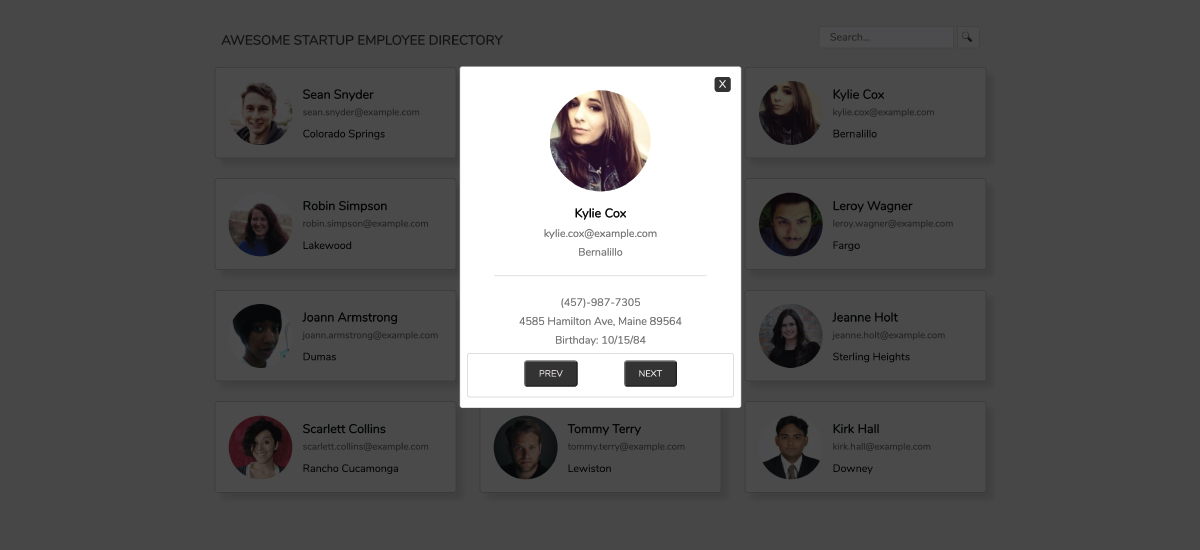 AWESOME STARTUP EMPLOYEE DIRECTORY
Search...
Sean Snyder
sean.snyder@example.com
Colorado Springs
Kylie Cox
kylie.cox@example.com
Bernalillo
Robin Simpson
robin.simpson@example.com
Lakewood
Leroy Wagner
leroy.wagner@example.com
Fargo
Joann Armstrong
joann.armstrong@example.com
Dumas
Jeanne Holt
jeanne.holt@example.com
Sterling Heights
Scarlett Collins
scarlett.collins@example.com
Rancho Cucamonga
Tommy Terry
tommy.terry@example.com
Lewiston
Kirk Hall
kirk.hall@example.com
Downey
X
Kylie Cox
kylie.cox@example.com
Bernalillo
(457)-987-7305
4585 Hamilton Ave, Maine 89564
Birthday: 10/15/84
PREV
NEXT